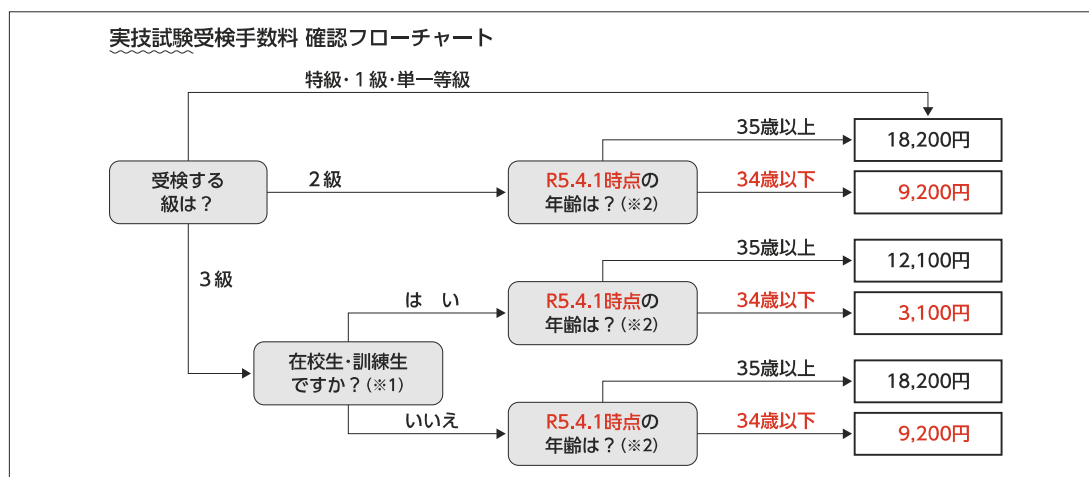 実技試験受検手数料 確認フローチャート
特級・1級・単一等級
35歳以上
18,200円
受検する
級は？
2級
R5.4.1時点の
年齢は？(※2)
34歳以下
9,200円
3級
35歳以上
12,100円
は　い
R5.4.1時点の
年齢は？(※2)
34歳以下
3,100円
在校生・訓練生
ですか？(※1)
35歳以上
18,200円
いいえ
R5.4.1時点の
年齢は？(※2)
34歳以下
9,200円